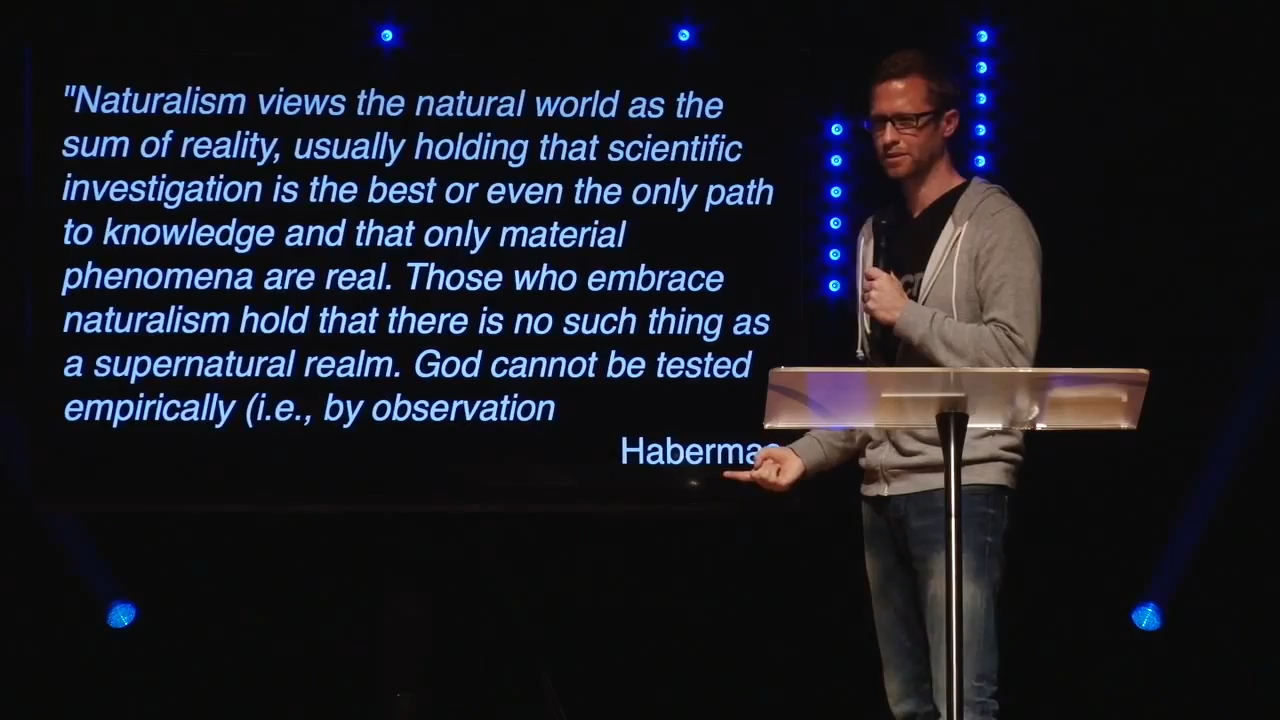 "Naturalism views the natural world as the
sum of reality, usually holding that scientific
investigation is the best or even the only path
to knowledge and that only material
phenomena are real. Those who embrace
naturalism hold that there is no such thing as
a supernatural realm. God cannot be tested
empirically (i.e., by observation
Habermas